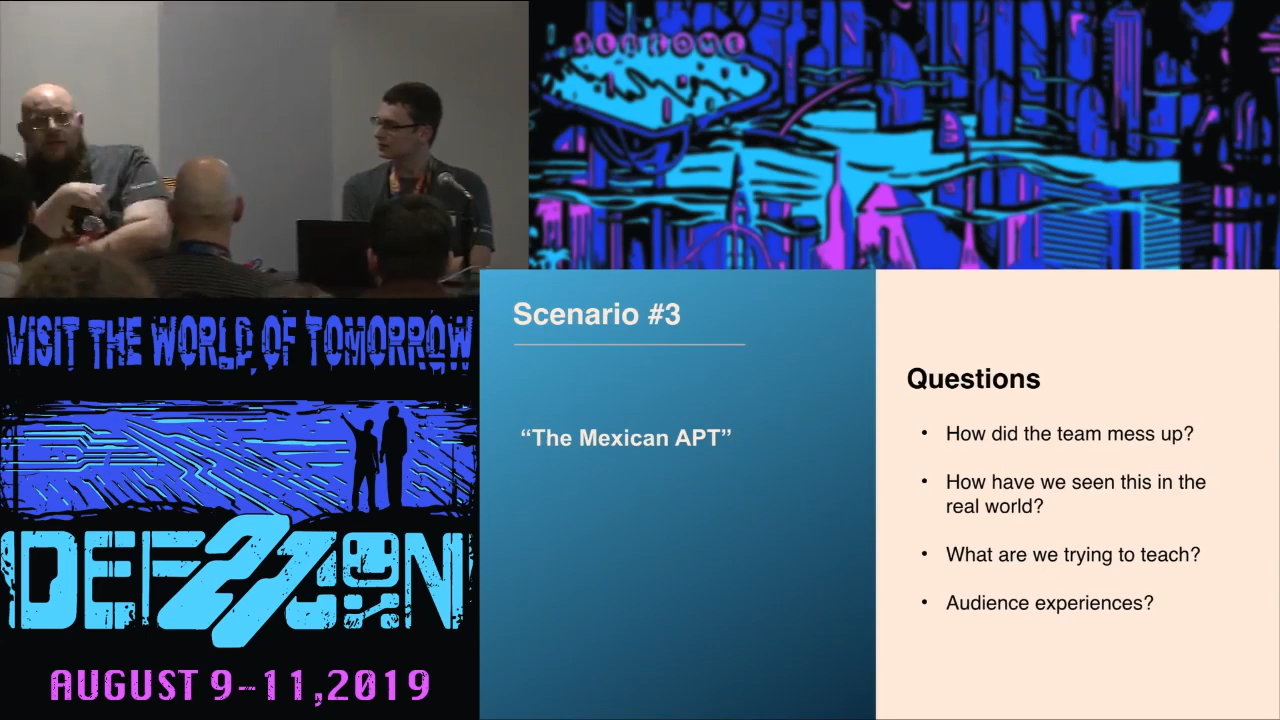 WELCOME
Scenario #3
“The Mexican APT”
Questions
• How did the team mess up?
• How have we seen this in the
real world?
• What are we trying to teach?
• Audience experiences?
VISIT THE WORLD OF TOMORROW
DEF27CON
AUGUST 9-11,2019